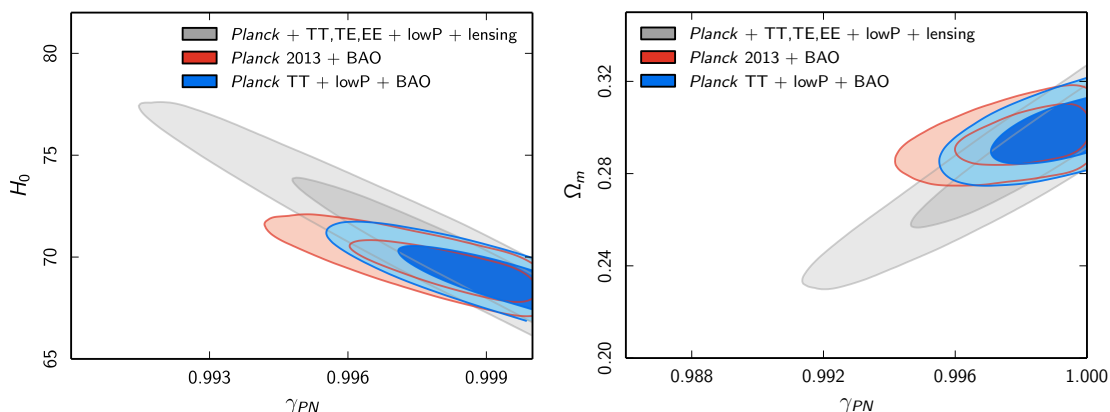 80
75
70
65
H0
Planck + TT,TE,EE + lowP + lensing
Planck 2013 + BAO
Planck TT + lowP + BAO
0.993
0.996
0.999
γPN
0.32
0.28
0.24
0.20
Ωm
Planck + TT,TE,EE + lowP + lensing
Planck 2013 + BAO
Planck TT + lowP + BAO
0.988
0.992
0.996
1.000
γPN